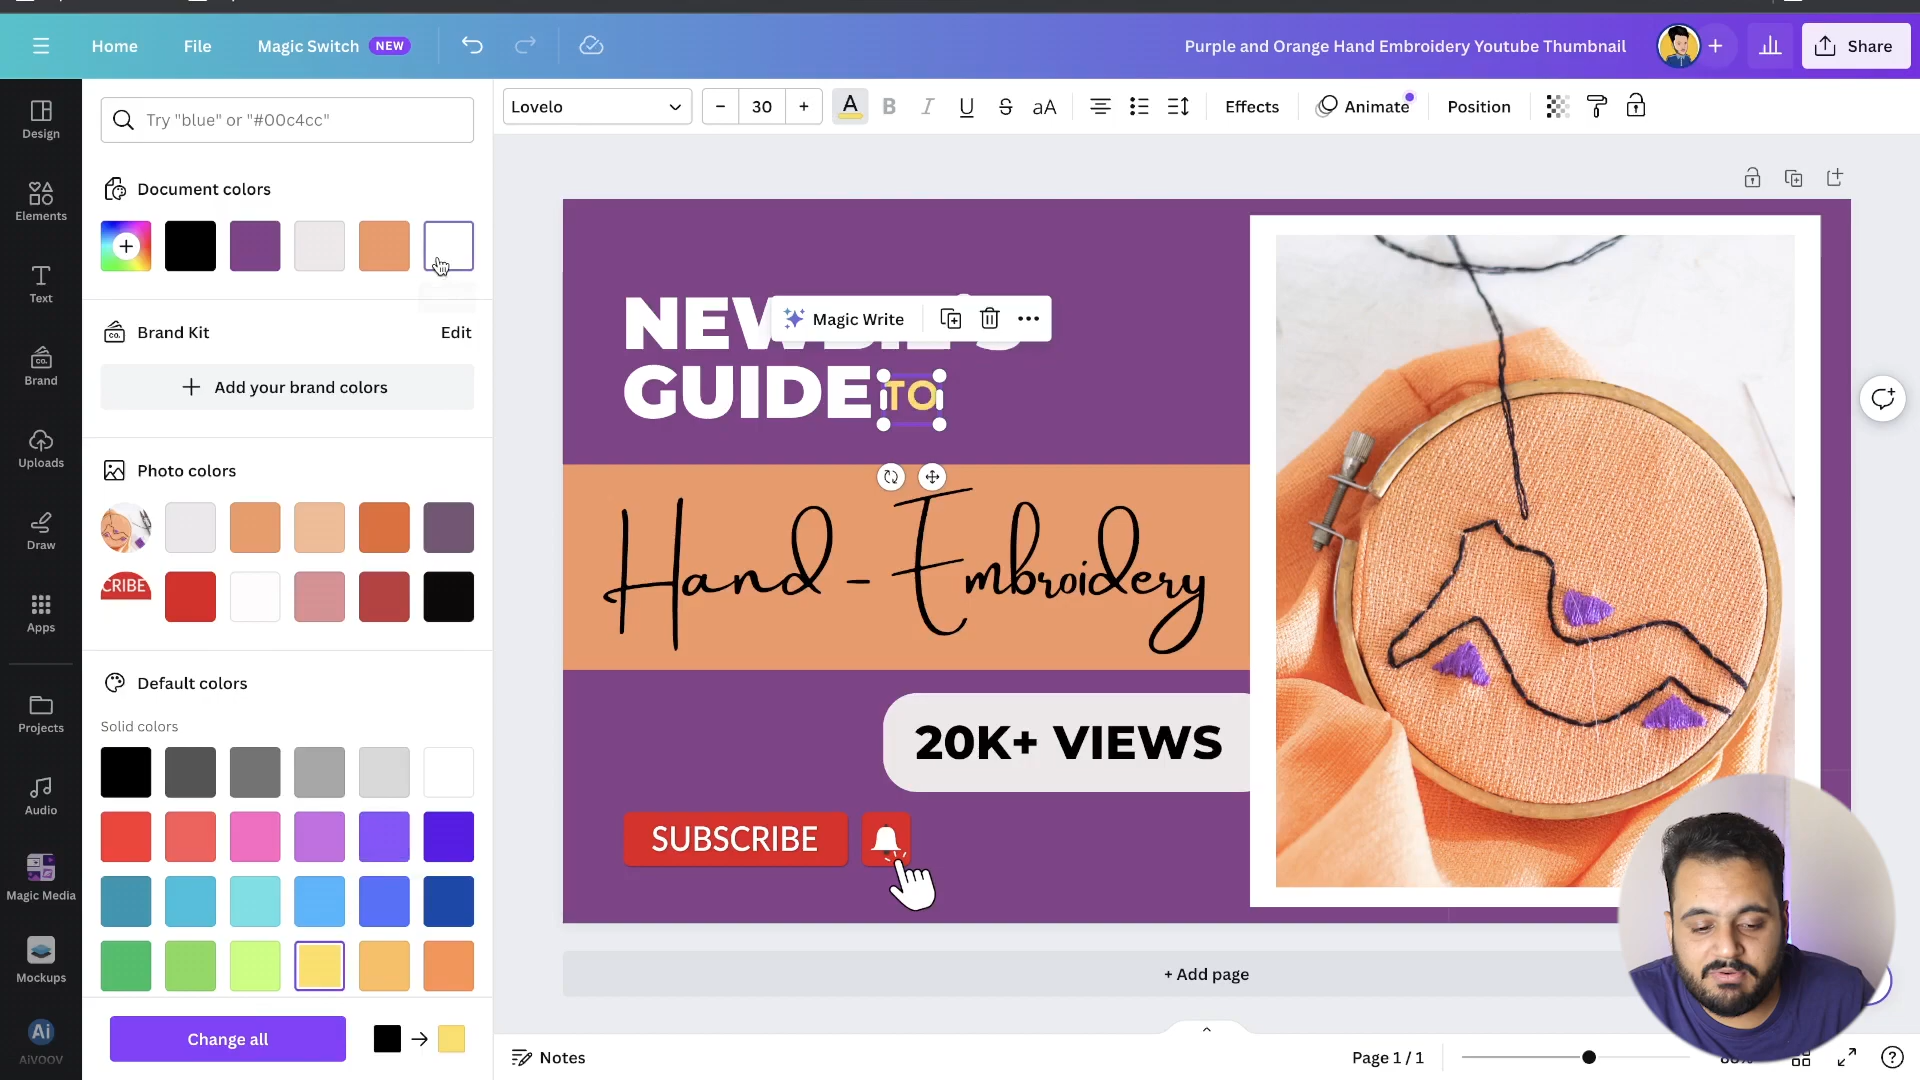 Home
File
Magic Switch NEW
Purple and Orange Hand Embroidery Youtube Thumbnail
Share
Lovelo
30
A
B
I
U
S
aA
Effects
Animate
Position
Design
Elements
Text
Brand
Uploads
Draw
Apps
Projects
Audio
Magic Media
Mockups
Ai
AiVOOV
Try "blue" or "#00c4cc"
Document colors
Brand Kit
Edit
Add your brand colors
Photo colors
CRIBE
Default colors
Solid colors
Change all
Magic Write
GUIDE TO
Hand - Embroidery
20K+ VIEWS
SUBSCRIBE
+ Add page
Notes
Page 1 / 1